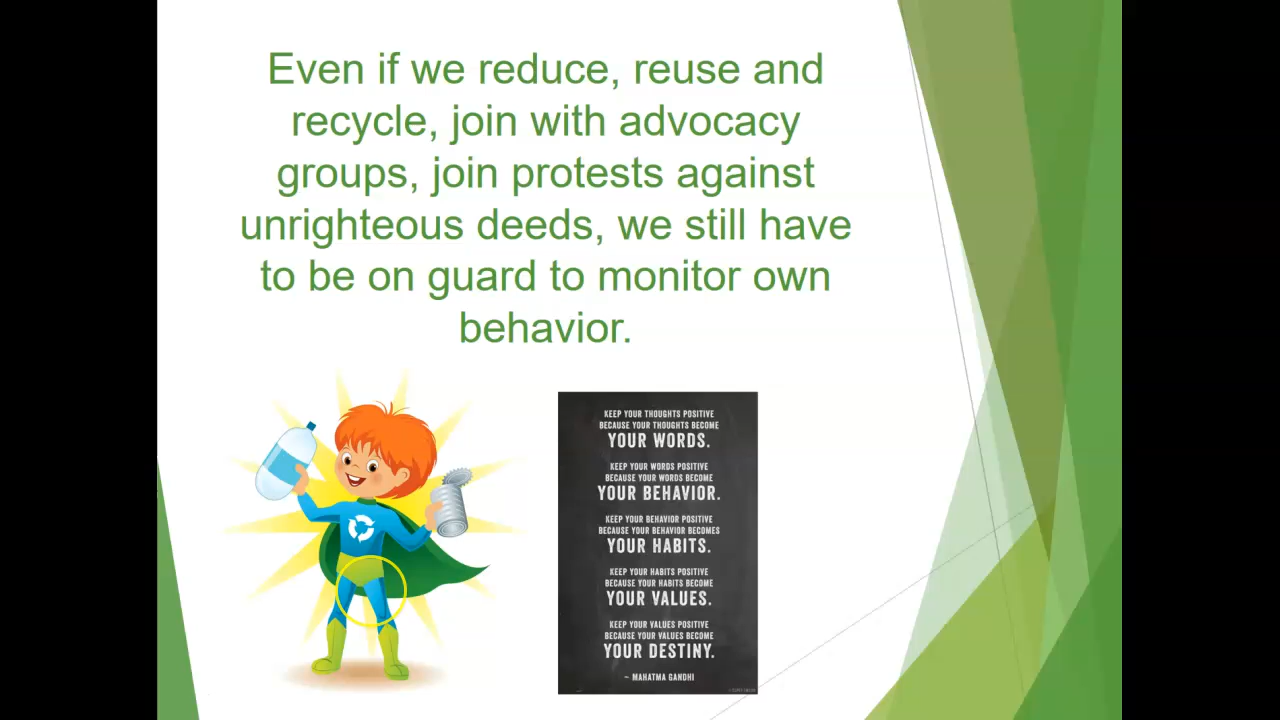 Even if we reduce, reuse and
recycle, join with advocacy
groups, join protests against
unrighteous deeds, we still have
to be on guard to monitor own
behavior.
KEEP YOUR THOUGHTS POSITIVE
BECAUSE YOUR THOUGHTS BECOME
YOUR WORDS.
KEEP YOUR WORDS POSITIVE
BECAUSE YOUR WORDS BECOME
YOUR BEHAVIOR.
KEEP YOUR BEHAVIOR POSITIVE
BECAUSE YOUR BEHAVIOR BECOMES
YOUR HABITS.
KEEP YOUR HABITS POSITIVE
BECAUSE YOUR HABITS BECOME
YOUR VALUES.
KEEP YOUR VALUES POSITIVE
BECAUSE YOUR VALUES BECOME
YOUR DESTINY.
~ MAHATMA GANDHI